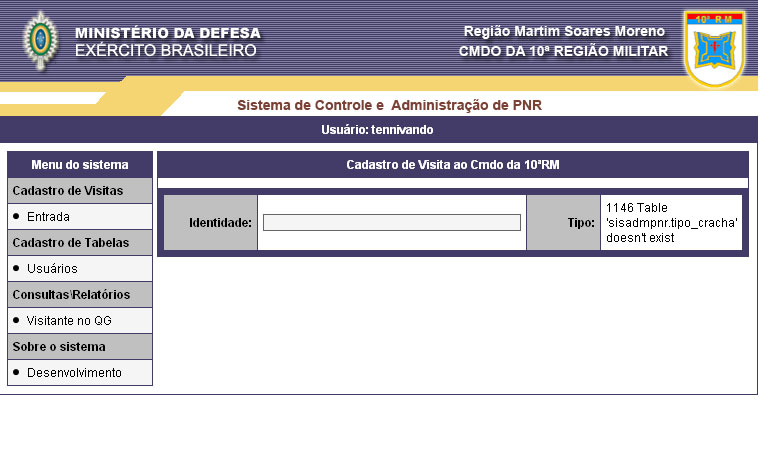 MINISTÉRIO DA DEFESA
EXÉRCITO BRASILEIRO
Região Martim Soares Moreno
CMDO DA 10ª REGIÃO MILITAR
10ª R M
Sistema de Controle e Administração de PNR
Usuário: tennivando
Menu do sistema
Cadastro de Visitas
Entrada
Cadastro de Tabelas
Usuários
Consultas\Relatórios
Visitante no QG
Sobre o sistema
Desenvolvimento
Cadastro de Visita ao Cmdo da 10ªRM
Identidade:
Tipo:
1146 Table
'sisadmpnr.tipo_cracha'
doesn't exist